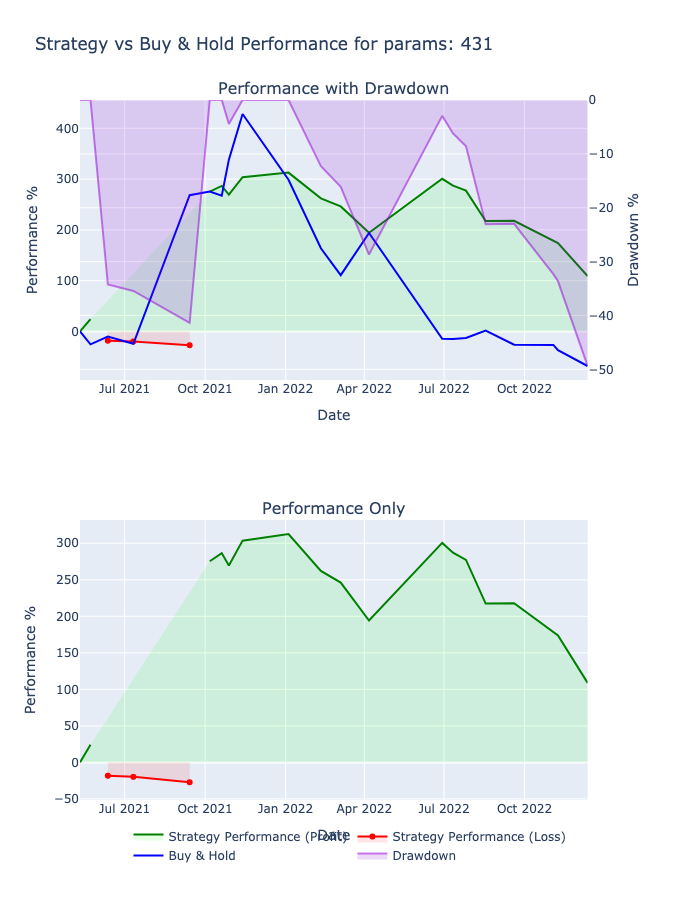 Strategy vs Buy & Hold Performance for params: 431
Performance with Drawdown
400
300
200
100
0
0
−10
−20
−30
−40
−50
Performance %
Drawdown %
Jul 2021
Oct 2021
Jan 2022
Apr 2022
Jul 2022
Oct 2022
Date
Performance Only
300
250
200
150
100
50
0
−50
Performance %
Jul 2021
Oct 2021
Jan 2022
Apr 2022
Jul 2022
Oct 2022
Date
Strategy Performance (Profit)
Strategy Performance (Loss)
Buy & Hold
Drawdown